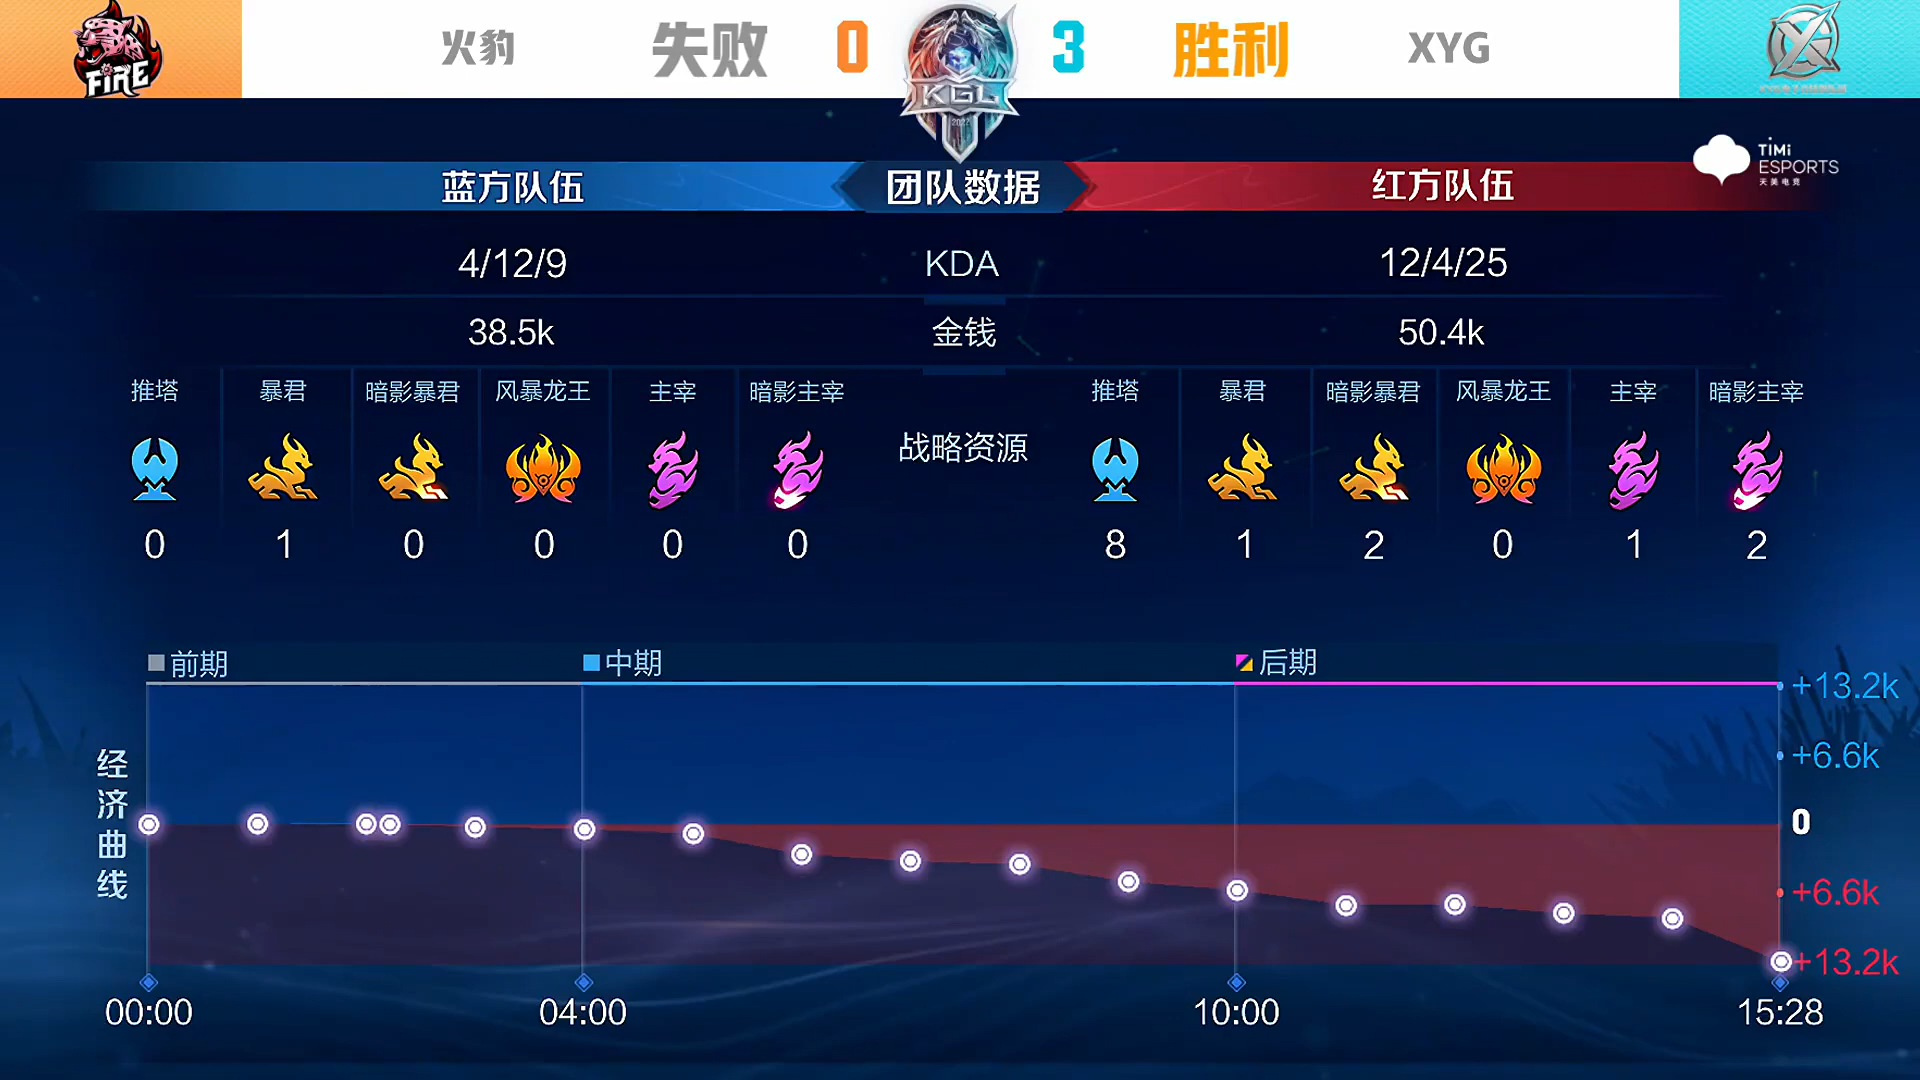 FIRE
火豹
失败
0
KGL
2022
3
胜利
XYG
TiMi
ESPORTS
天美电竞
蓝方队伍
团队数据
红方队伍
4/12/9
KDA
12/4/25
38.5k
金钱
50.4k
推塔 暴君 暗影暴君 风暴龙王 主宰 暗影主宰
战略资源
推塔 暴君 暗影暴君 风暴龙王 主宰 暗影主宰
0 1 0 0 0 0
8 1 2 0 1 2
前期
中期
后期
经济曲线
+13.2k
+6.6k
0
+6.6k
+13.2k
00:00
04:00
10:00
15:28